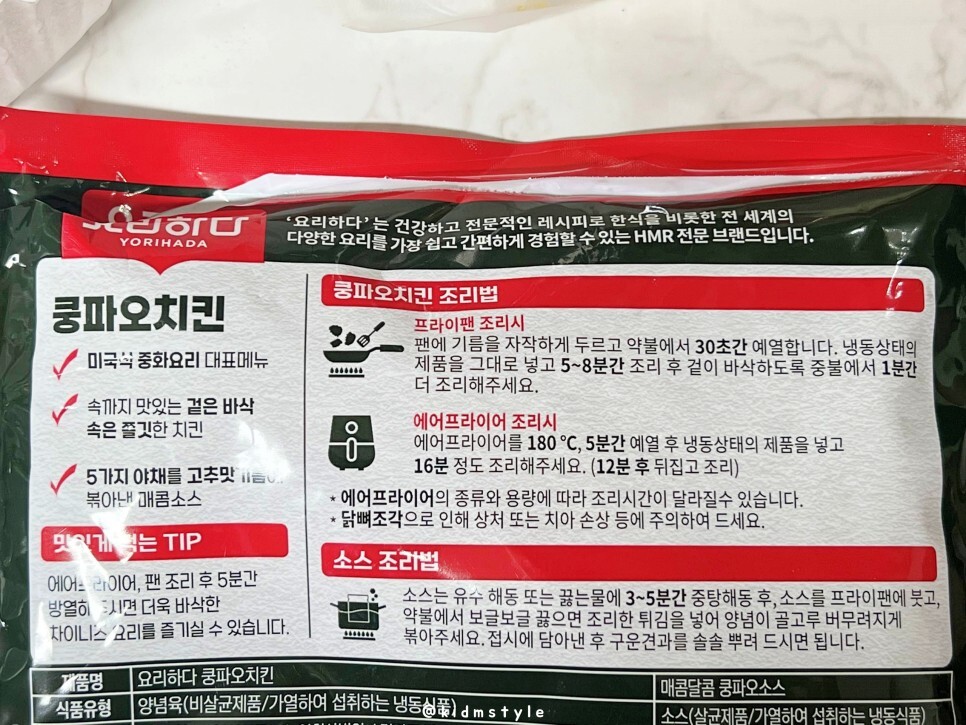 요리하다
YORIHADA
'요리하다'는 건강하고 전문적인 레시피로 한식을 비롯한 전 세계의
다양한 요리를 가장 쉽고 간편하게 경험할 수 있는 HMR 전문 브랜드입니다.
쿵파오치킨
미국식 중화요리 대표메뉴
속까지 맛있는 겉은 바삭
속은 쫄깃한 치킨
5가지 야채를 고추맛
볶아낸 매콤소스
맛있게 먹는 TIP
에어프라이어, 팬 조리 후 5분간
방열해주시면 더욱 바삭한
차이니스 요리를 즐기실 수 있습니다.
쿵파오치킨 조리법
프라이팬 조리시
팬에 기름을 자작하게 두르고 약불에서 30초간 예열합니다. 냉동상태의
제품을 그대로 넣고 5~8분간 조리 후 겉이 바삭하도록 중불에서 1분간
더 조리해주세요.
에어프라이어 조리시
에어프라이어를 180 ℃, 5분간 예열 후 냉동상태의 제품을 넣고
16분 정도 조리해주세요. (12분 후 뒤집고 조리)
* 에어프라이어의 종류와 용량에 따라 조리시간이 달라질수 있습니다.
* 닭뼈조각으로 인해 상처 또는 치아 손상 등에 주의하여 드세요.
소스 조리법
소스는 유수 해동 또는 끓는물에 3~5분간 중탕해동 후, 소스를 프라이팬에 붓고,
약불에서 보글보글 끓으면 조리한 튀김을 넣어 양념이 골고루 버무려지게
볶아주세요. 접시에 담아낸 후 구운견과를 솔솔 뿌려 드시면 됩니다.
제품명 요리하다 쿵파오치킨 매콤달콤 쿵파오소스
식품유형 양념육(비살균제품/가열하여 섭취하는 냉동식품) 소스(살균제품/가열하여 섭취하는 냉동식품)
@kidmstyle